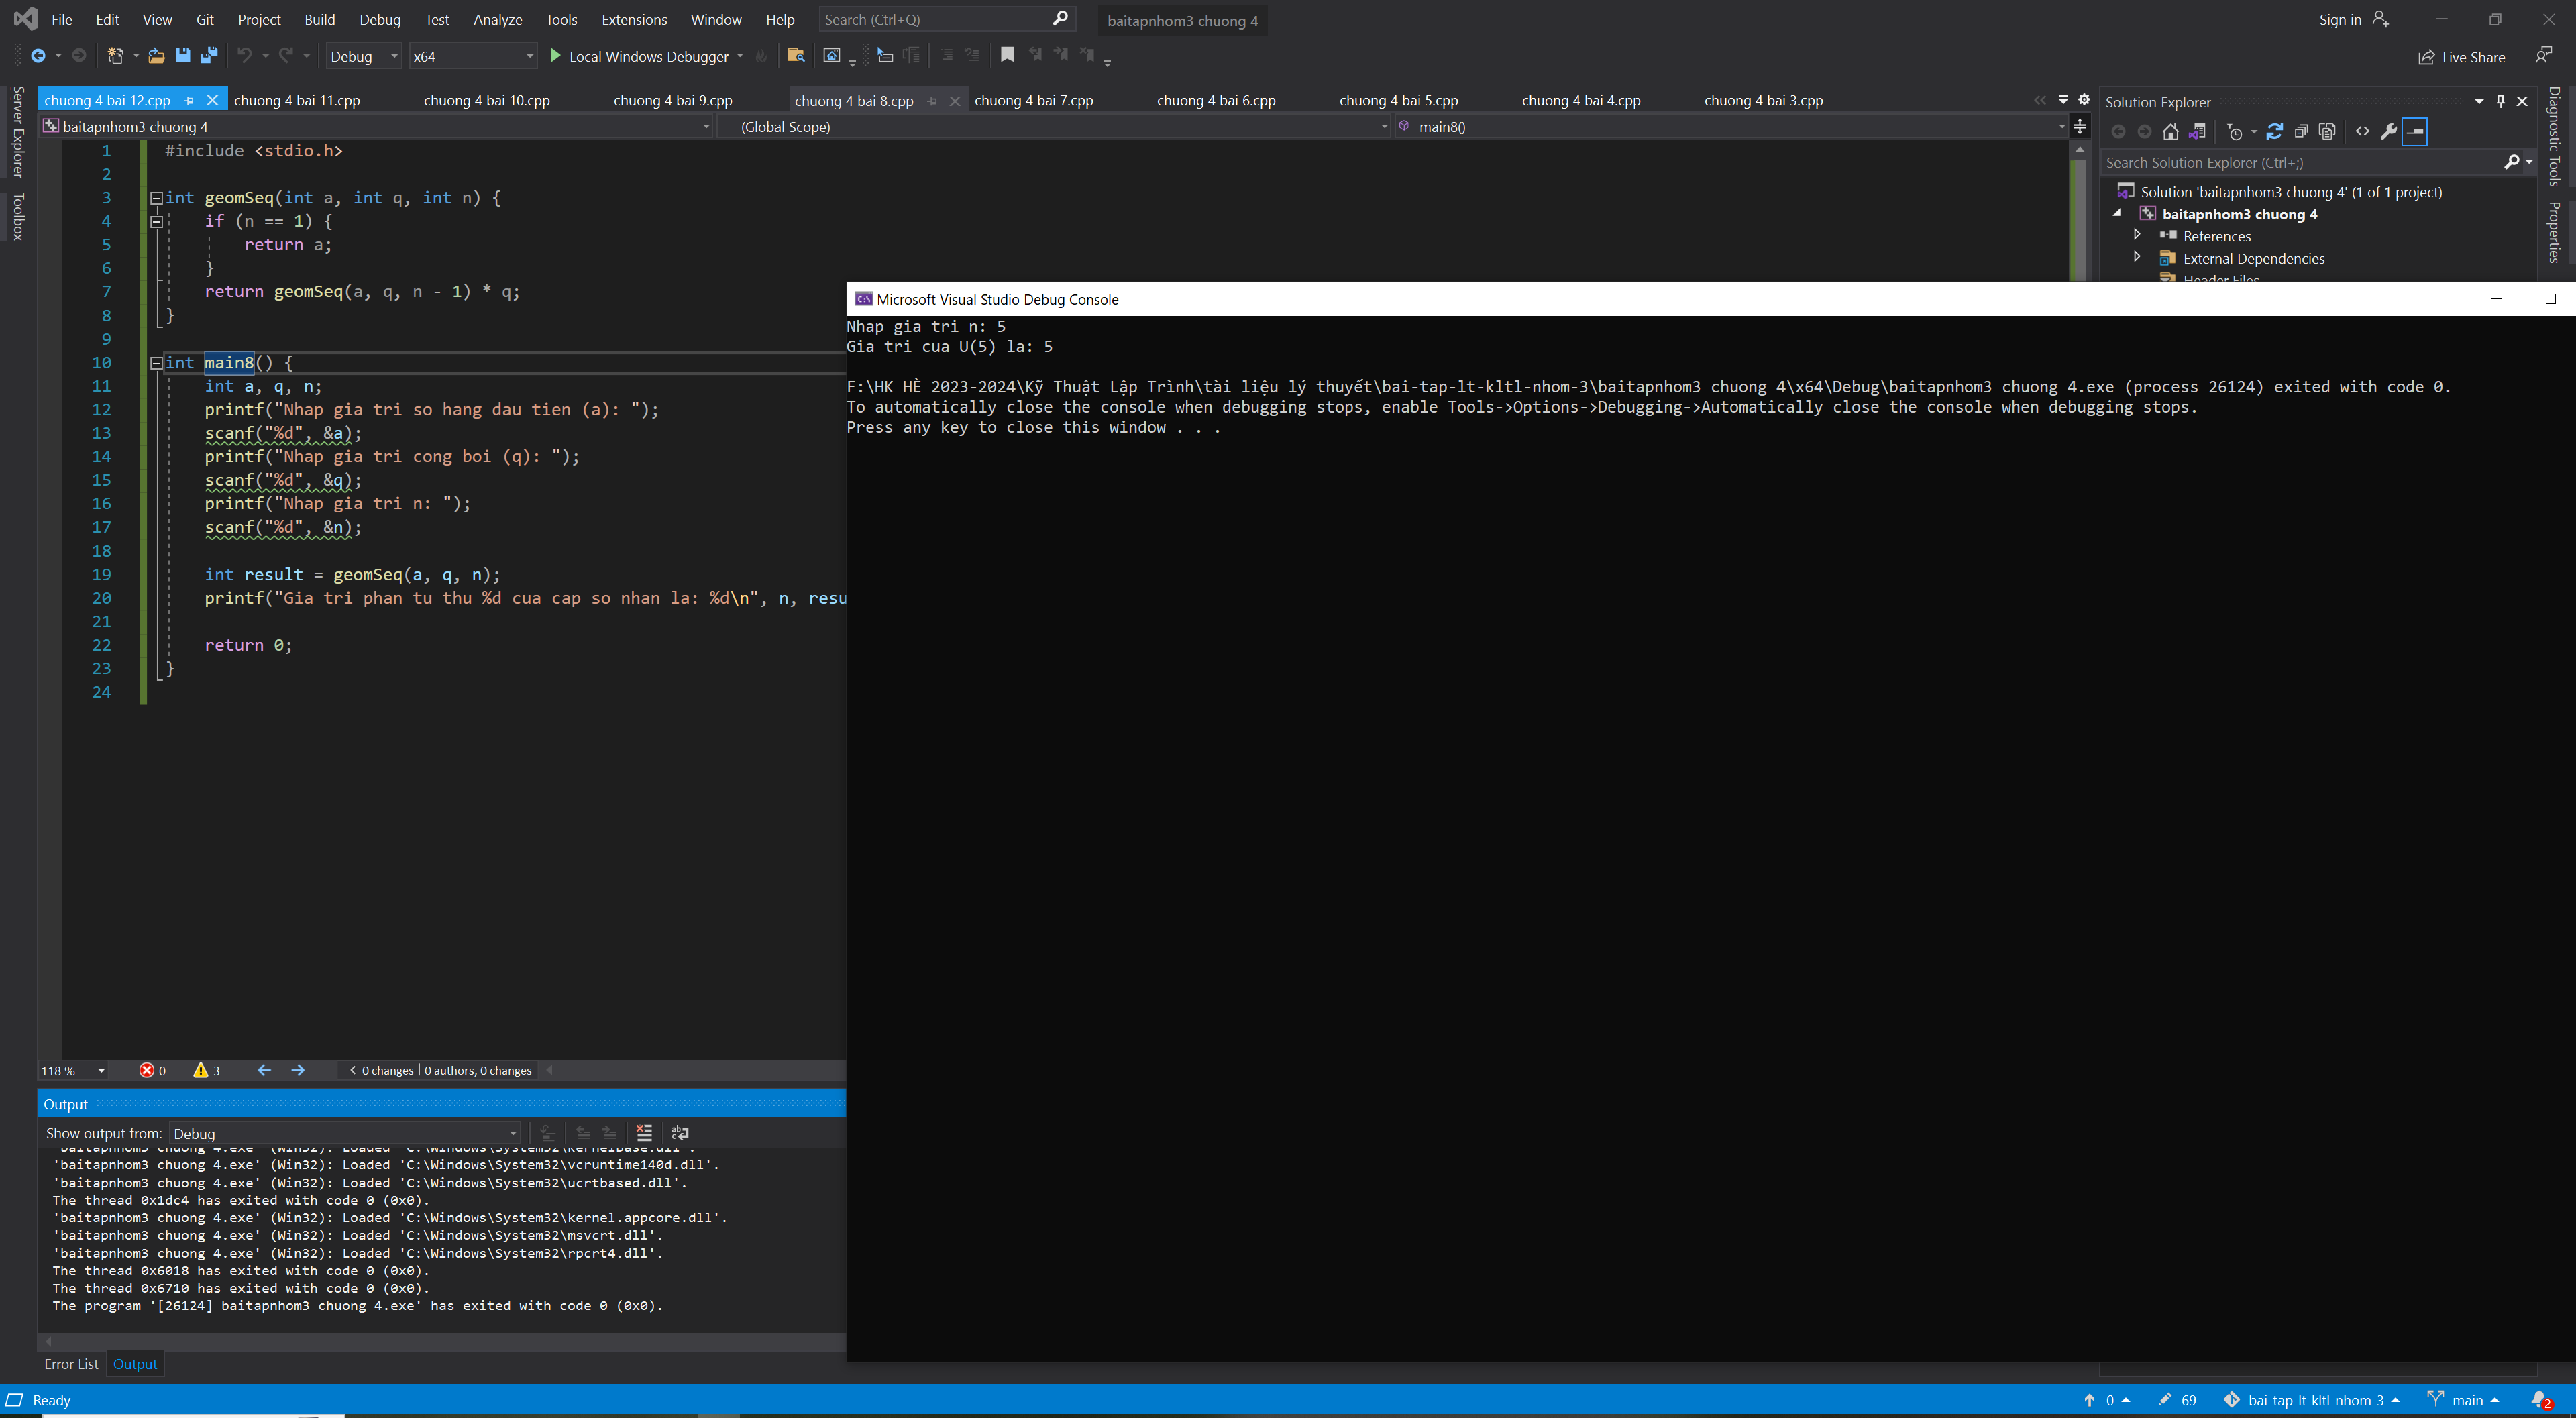 File Edit View Git Project Build Debug Test Analyze Tools Extensions Window Help Search (Ctrl+Q) baitapnhom3 chuong 4 Sign in
Debug x64 Local Windows Debugger Live Share
Server Explorer
Toolbox
chuong 4 bai 12.cpp chuong 4 bai 11.cpp chuong 4 bai 10.cpp chuong 4 bai 9.cpp chuong 4 bai 8.cpp chuong 4 bai 7.cpp chuong 4 bai 6.cpp chuong 4 bai 5.cpp chuong 4 bai 4.cpp chuong 4 bai 3.cpp
baitapnhom3 chuong 4 (Global Scope) main8()
1 #include <stdio.h>
2
3 int geomSeq(int a, int q, int n) {
4 if (n == 1) {
5 return a;
6 }
7 return geomSeq(a, q, n - 1) * q;
8 }
9
10 int main8() {
11 int a, q, n;
12 printf("Nhap gia tri so hang dau tien (a): ");
13 scanf("%d", &a);
14 printf("Nhap gia tri cong boi (q): ");
15 scanf("%d", &q);
16 printf("Nhap gia tri n: ");
17 scanf("%d", &n);
18
19 int result = geomSeq(a, q, n);
20 printf("Gia tri phan tu thu %d cua cap so nhan la: %d\n", n, resu
21
22 return 0;
23 }
24
118 % 0 3 0 changes | 0 authors, 0 changes
Solution Explorer
Search Solution Explorer (Ctrl+;)
Solution 'baitapnhom3 chuong 4' (1 of 1 project)
baitapnhom3 chuong 4
References
External Dependencies
Header Files
Diagnostic Tools
Properties
Microsoft Visual Studio Debug Console
Nhap gia tri n: 5
Gia tri cua U(5) la: 5
F:\HK HÈ 2023-2024\Kỹ Thuật Lập Trình\tài liệu lý thuyết\bai-tap-lt-kltl-nhom-3\baitapnhom3 chuong 4\x64\Debug\baitapnhom3 chuong 4.exe (process 26124) exited with code 0.
To automatically close the console when debugging stops, enable Tools->Options->Debugging->Automatically close the console when debugging stops.
Press any key to close this window . . .
Output
Show output from: Debug
'baitapnhom3 chuong 4.exe' (Win32): Loaded 'C:\Windows\System32\KernelBase.dll'.
'baitapnhom3 chuong 4.exe' (Win32): Loaded 'C:\Windows\System32\vcruntime140d.dll'.
'baitapnhom3 chuong 4.exe' (Win32): Loaded 'C:\Windows\System32\ucrtbased.dll'.
The thread 0x1dc4 has exited with code 0 (0x0).
'baitapnhom3 chuong 4.exe' (Win32): Loaded 'C:\Windows\System32\kernel.appcore.dll'.
'baitapnhom3 chuong 4.exe' (Win32): Loaded 'C:\Windows\System32\msvcrt.dll'.
'baitapnhom3 chuong 4.exe' (Win32): Loaded 'C:\Windows\System32\rpcrt4.dll'.
The thread 0x6018 has exited with code 0 (0x0).
The thread 0x6710 has exited with code 0 (0x0).
The program '[26124] baitapnhom3 chuong 4.exe' has exited with code 0 (0x0).
Error List Output
Ready 0 69 bai-tap-lt-kltl-nhom-3 main 2